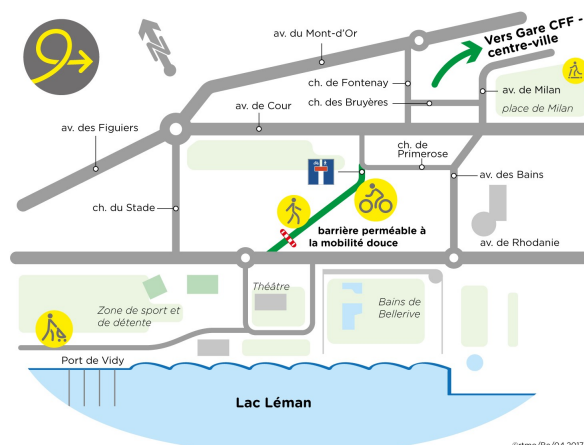 av. du Mont-d'Or
Vers Gare CFF -
centre-ville
ch. de Fontenay
av. de Milan
ch. des Bruyères
place de Milan
av. de Cour
av. des Figuiers
ch. de
Primerose
av. des Bains
ch. du Stade
barrière perméable à
la mobilité douce
av. de Rhodanie
Théâtre
Zone de sport et
de détente
Bains de
Bellerive
Port de Vidy
Lac Léman